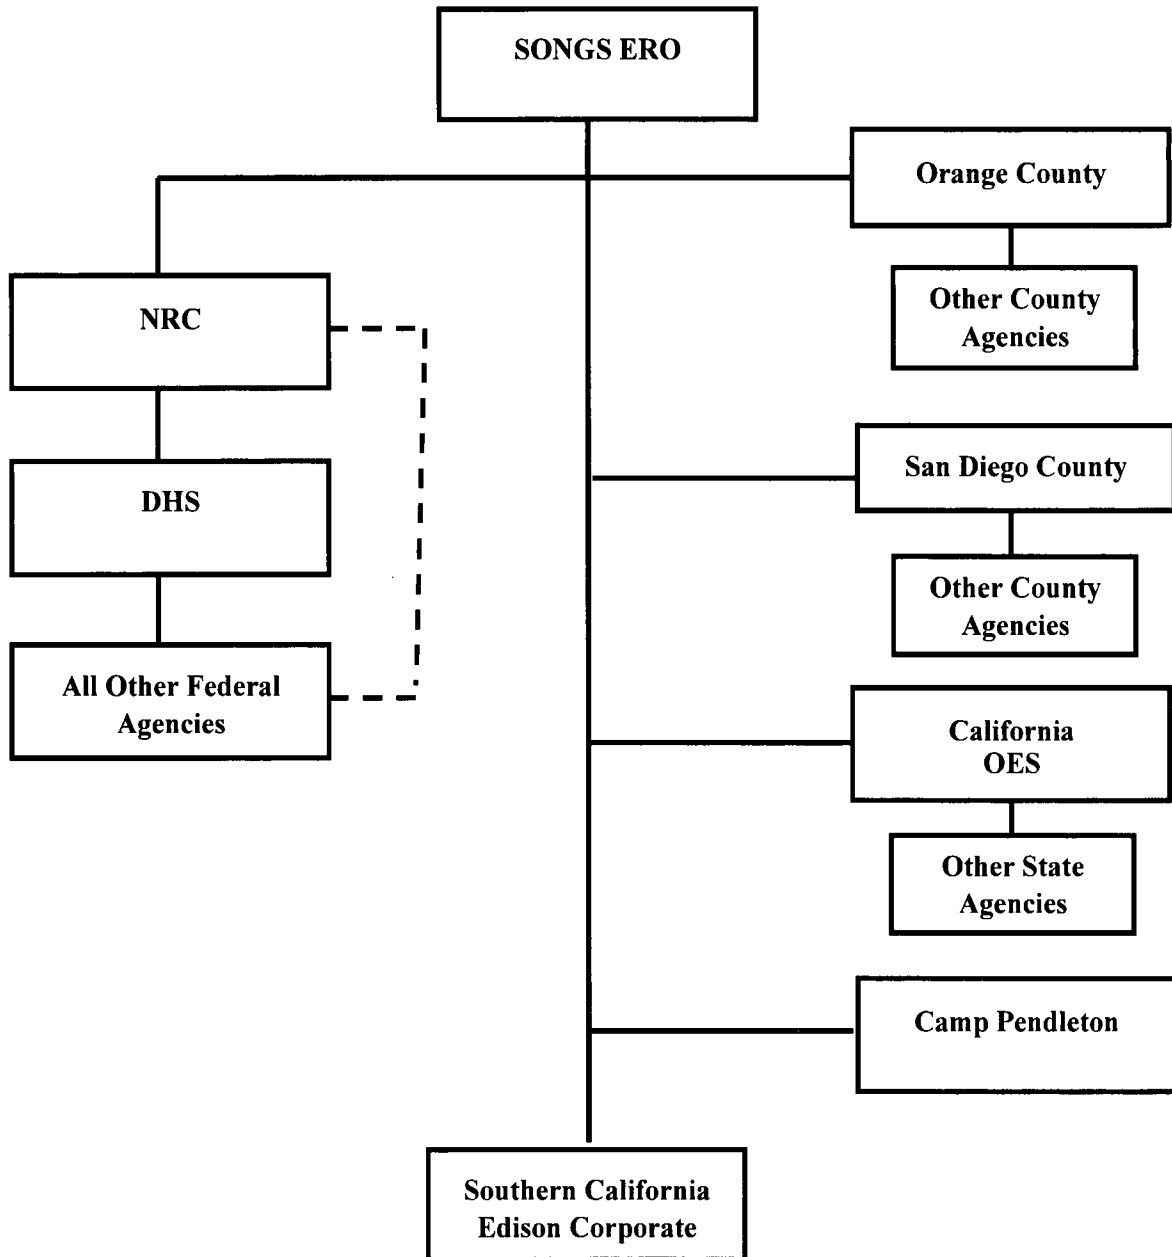 SONGS ERO
Orange County
Other County
Agencies
NRC
San Diego County
DHS
Other County
Agencies
All Other Federal
Agencies
California
OES
Other State
Agencies
Camp Pendleton
Southern California
Edison Corporate